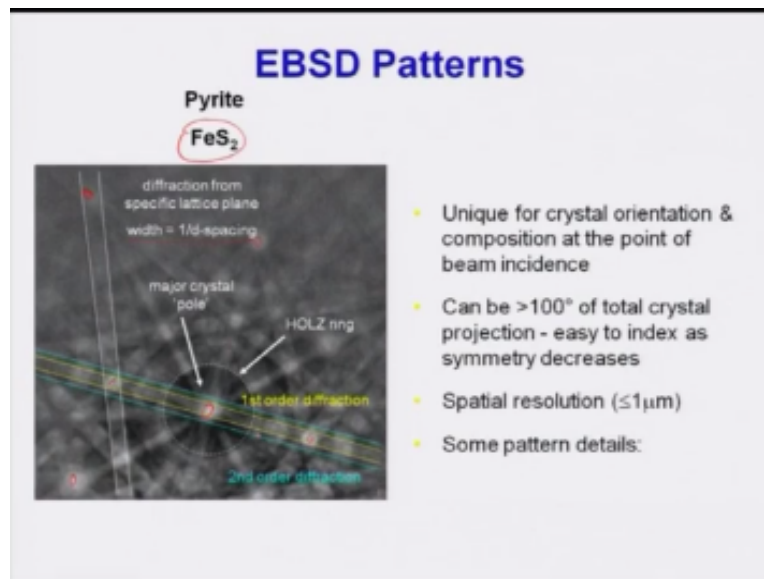 EBSD Patterns
Pyrite
FeS₂
diffraction from
specific lattice plane
width = 1/d-spacing
major crystal
'pole'
HOLZ ring
1st order diffraction
2nd order diffraction
• Unique for crystal orientation &
composition at the point of
beam incidence
• Can be >100° of total crystal
projection - easy to index as
symmetry decreases
• Spatial resolution (≤1μm)
• Some pattern details: